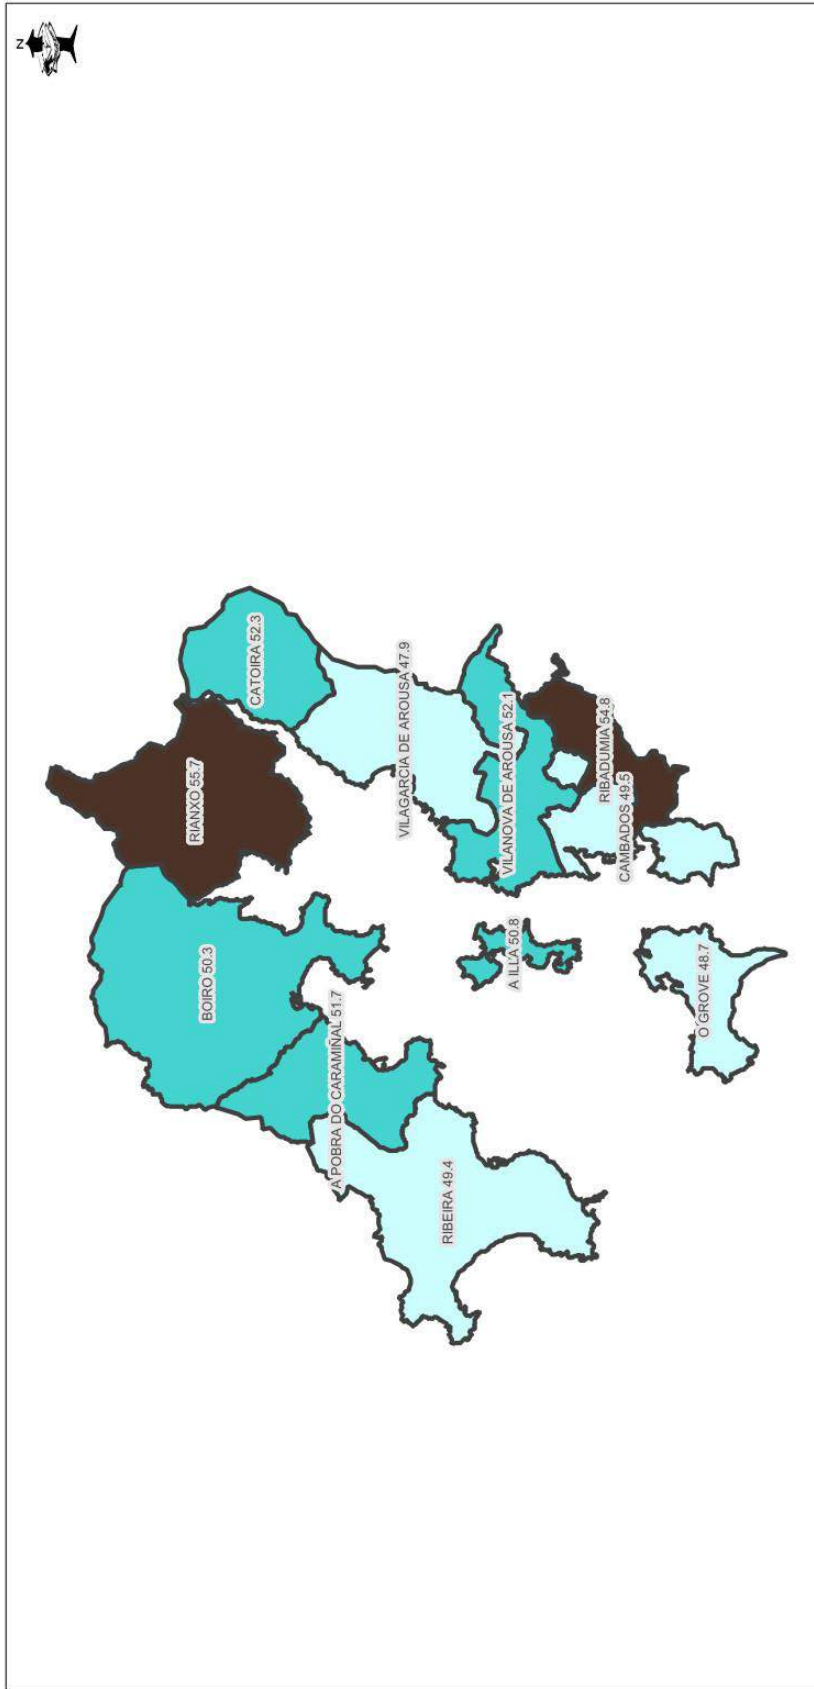 N
RIANXO 55.7
CATOIRA 52.3
BOIRO 50.3
A POBRA DO CARAMIÑAL 51.7
VILAGARCIA DE AROUSA 47.9
RIBEIRA 49.4
VILANOVA DE AROUSA 52.1
A ILLA 50.8
RIBADUMIA 54.8
CAMBADOS 49.5
O GROVE 48.7